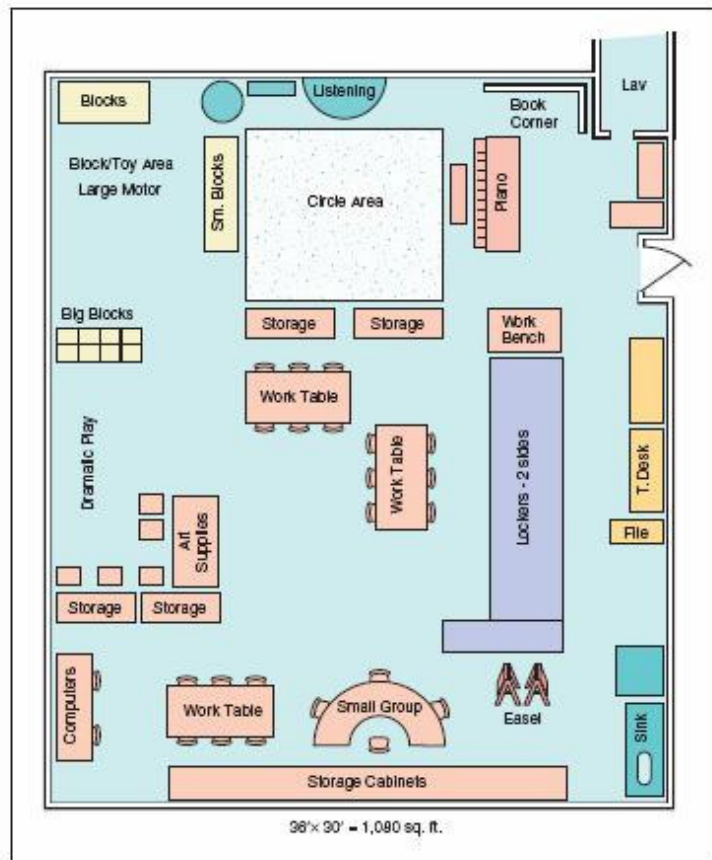 Blocks
Listening
Lav
Book
Corner
Block/Toy Area
Large Motor
Sm. Blocks
Circle Area
Piano
Big Blocks
Storage
Storage
Work
Bench
Work Table
Dramatic Play
Work Table
Lockers - 2 sides
T. Desk
Art
Supplies
File
Storage
Storage
Computers
Work Table
Small Group
Easel
Sink
Storage Cabinets
36'× 30' = 1,080 sq. ft.